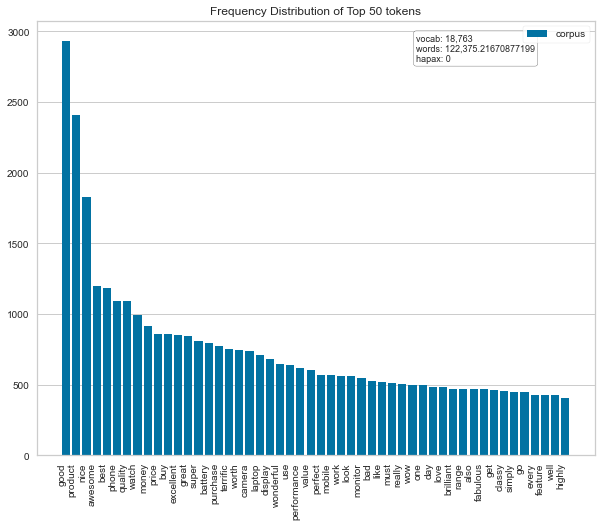 Frequency Distribution of Top 50 tokens
corpus
vocab: 18,763
words: 122,375.21670877199
hapax: 0
3000
2500
2000
1500
1000
500
0
good
product
nice
awesome
best
phone
quality
watch
money
price
buy
excellent
great
super
battery
purchase
terrific
worth
camera
laptop
display
wonderful
use
performance
value
perfect
mobile
work
look
monitor
bad
like
must
really
wow
one
day
love
brilliant
range
also
fabulous
get
classy
simply
go
every
feature
well
highly